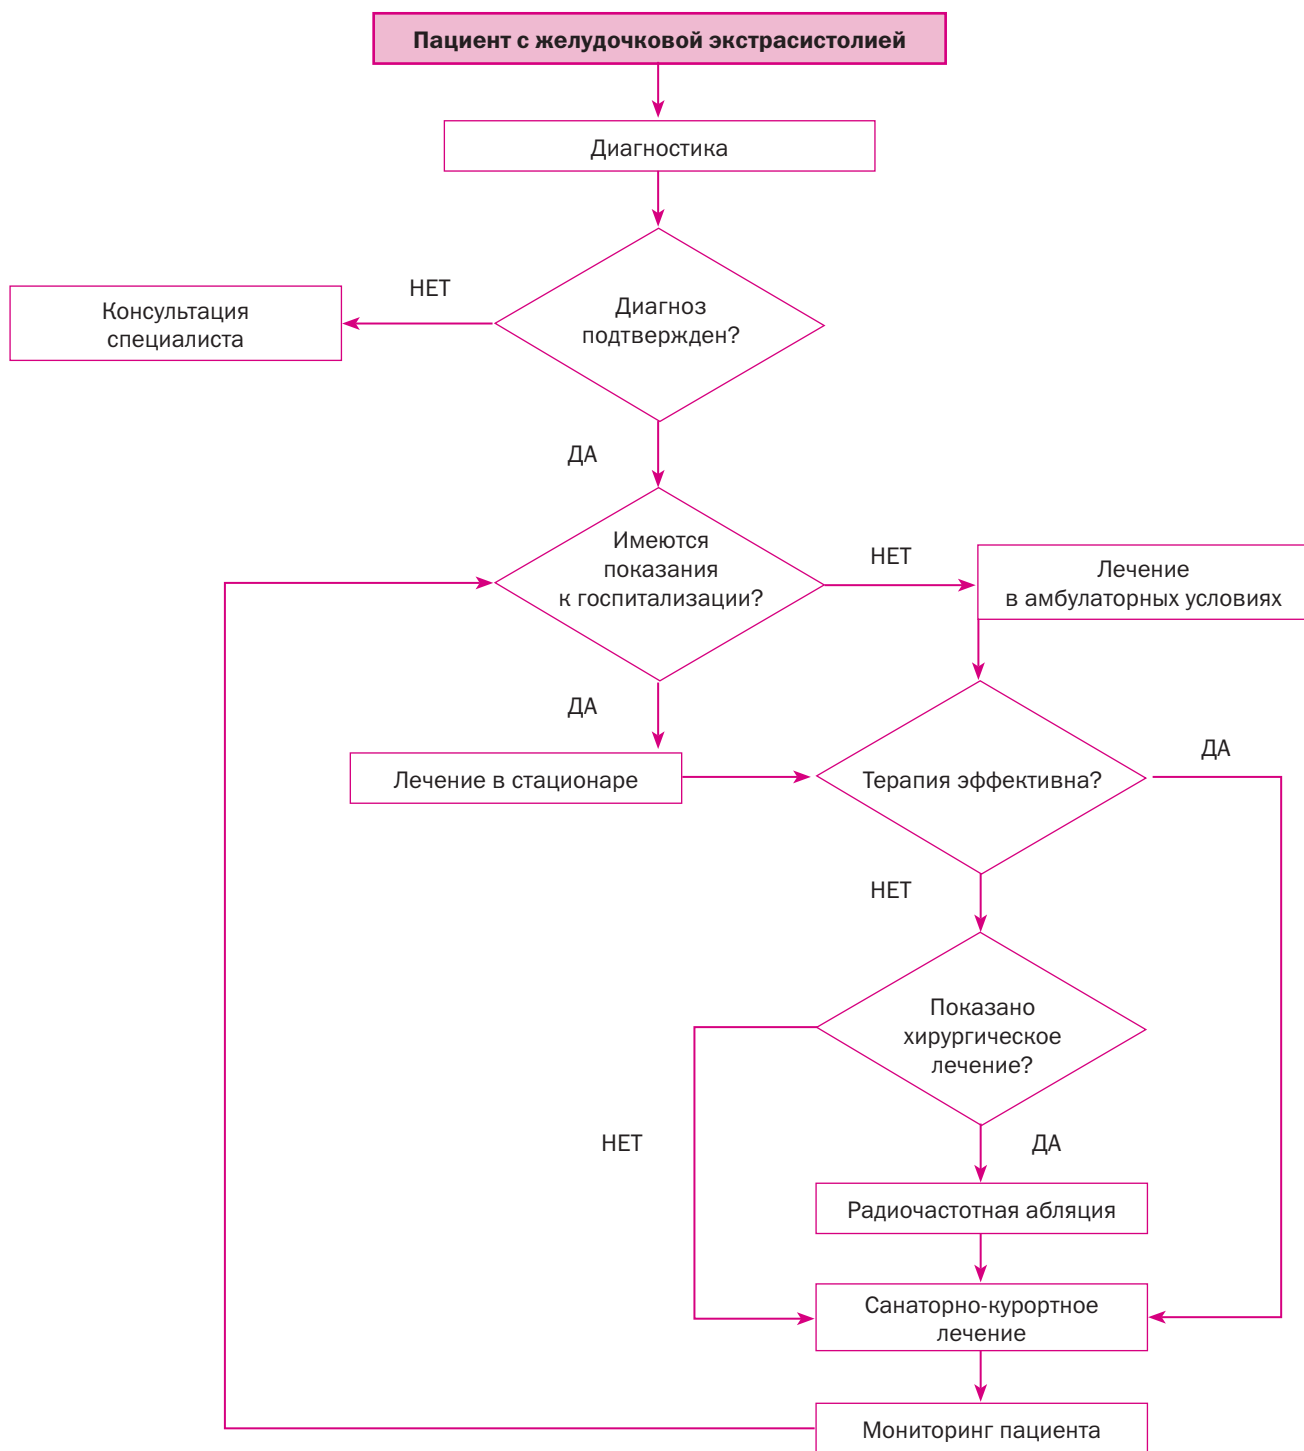 Пациент с желудочковой экстрасистолией
Диагностика
НЕТ
Консультация
специалиста
Диагноз
подтвержден?
ДА
Имеются
показания
к госпитализации?
НЕТ
Лечение
в амбулаторных условиях
ДА
Лечение в стационаре
Терапия эффективна?
ДА
НЕТ
Показано
хирургическое
лечение?
НЕТ
ДА
Радиочастотная абляция
Санаторно-курортное
лечение
Мониторинг пациента